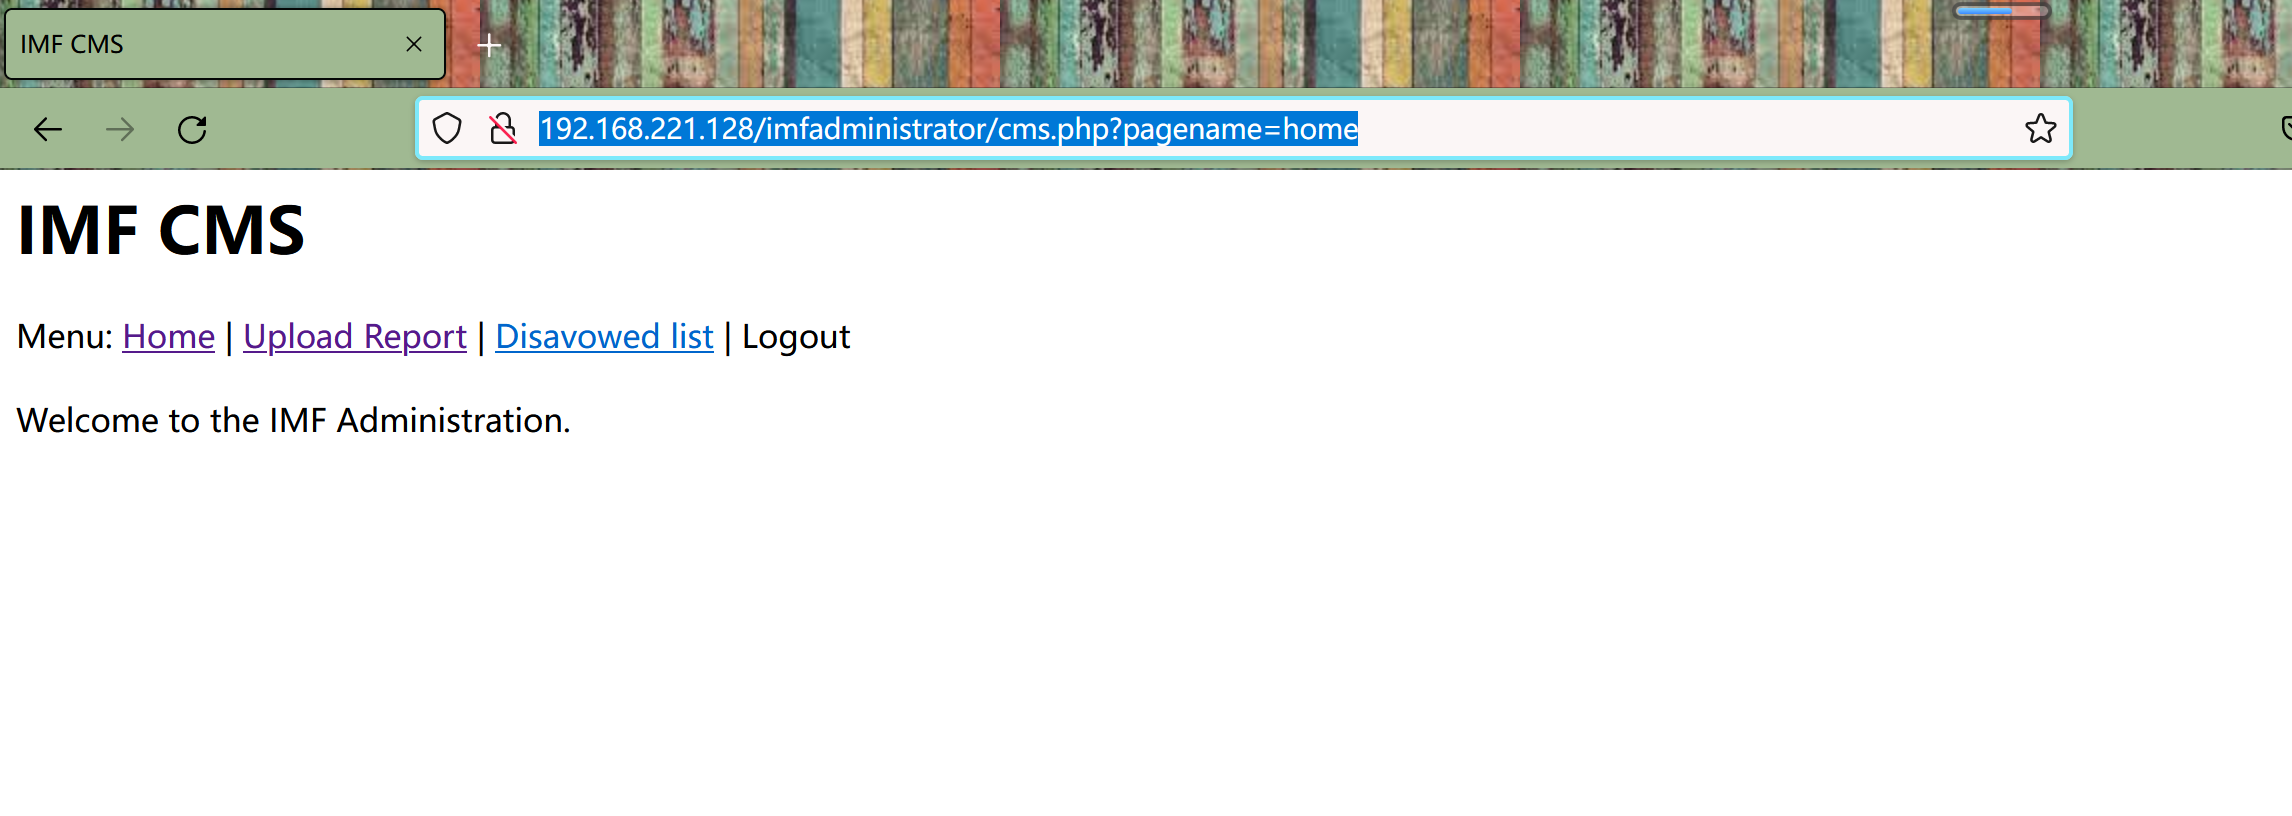 IMF CMS
192.168.221.128/imfadministrator/cms.php?pagename=home
IMF CMS
Menu: Home | Upload Report | Disavowed list | Logout
Welcome to the IMF Administration.